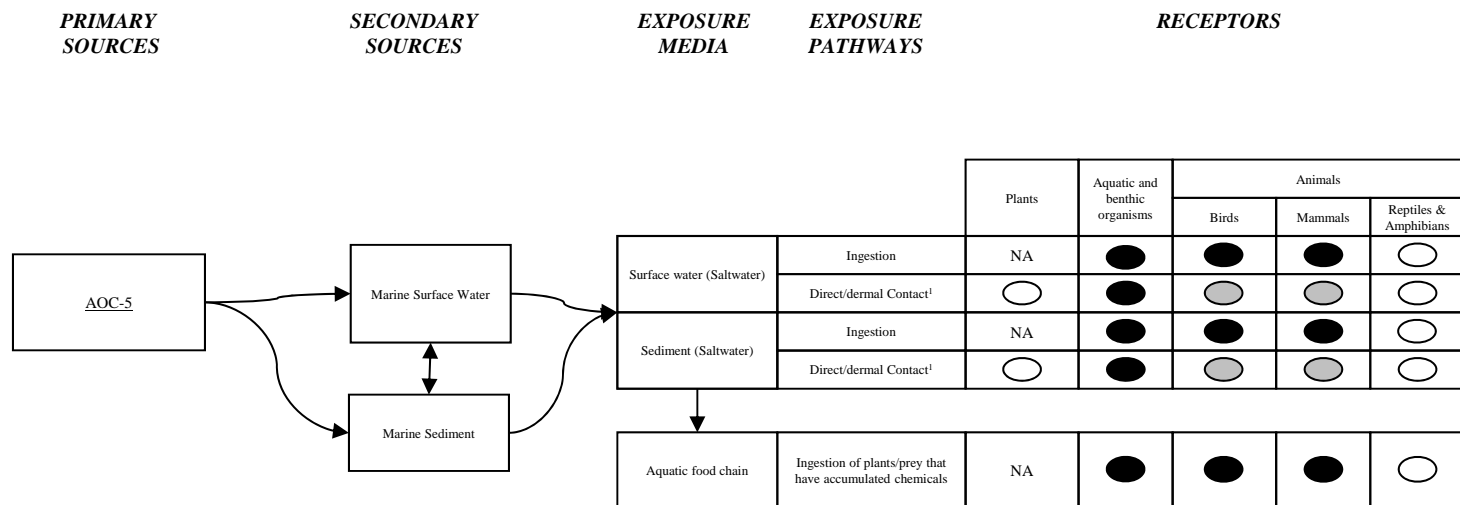 PRIMARY
SOURCES
SECONDARY
SOURCES
EXPOSURE
MEDIA
EXPOSURE
PATHWAYS
RECEPTORS
Plants
Aquatic and
benthic
organisms
Animals
Birds
Mammals
Reptiles &
Amphibians
AOC-5
Marine Surface Water
Marine Sediment
Surface water (Saltwater)
Ingestion
NA
Direct/dermal Contact¹
Sediment (Saltwater)
Ingestion
NA
Direct/dermal Contact¹
Aquatic food chain
Ingestion of plants/prey that
have accumulated chemicals
NA